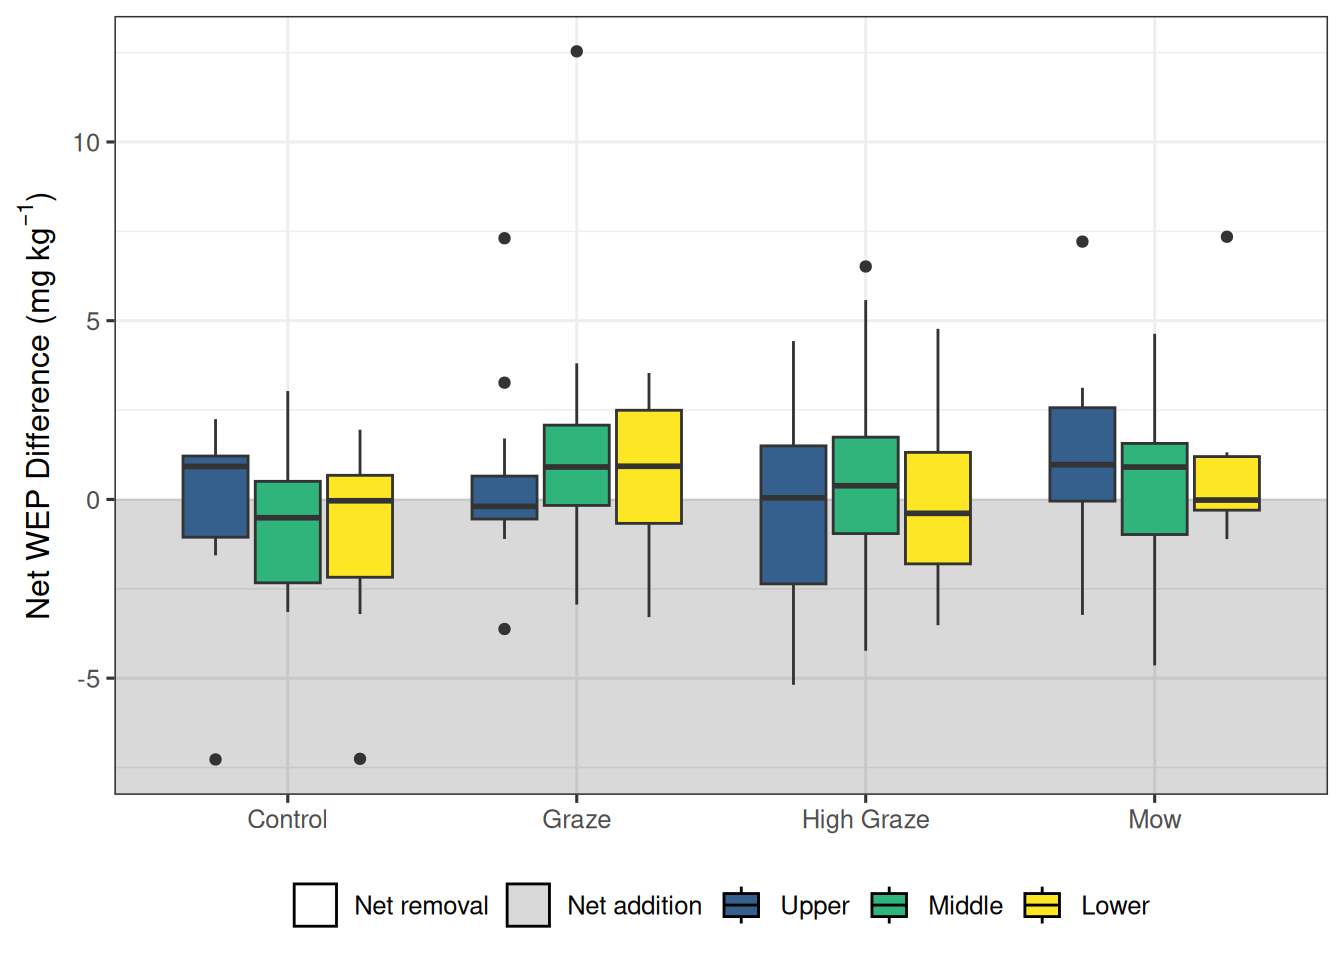 Net WEP Difference (mg kg⁻¹)
10
5
0
-5
Control Graze High Graze Mow
Net removal Net addition Upper Middle Lower